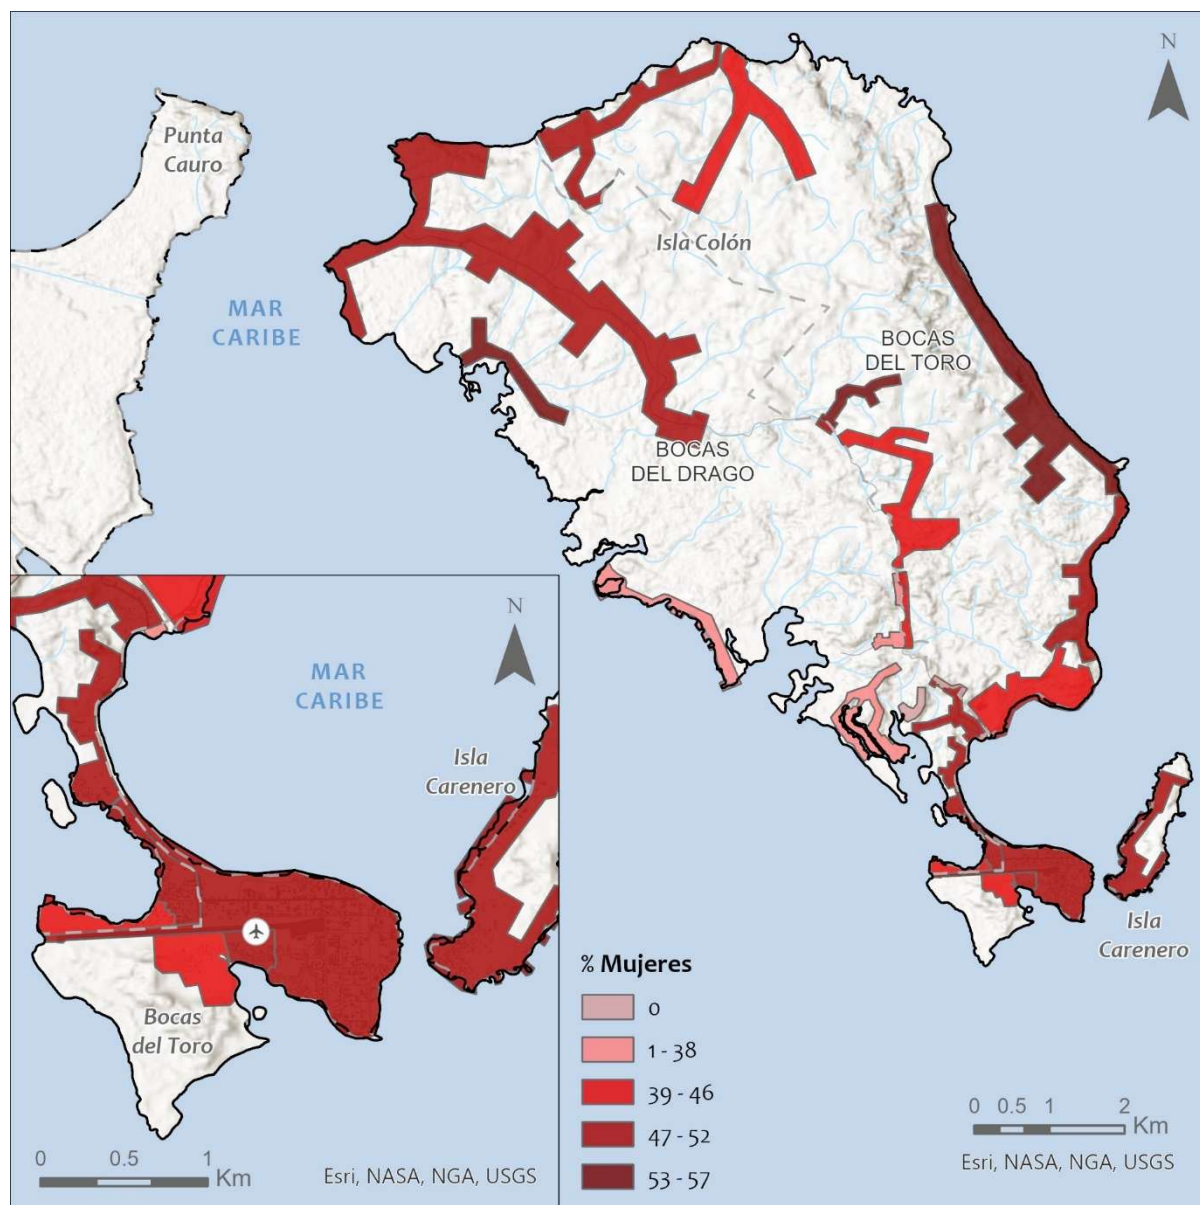 N
Punta
Cauro
Isla Colón
MAR
CARIBE
BOCAS
DEL TORO
BOCAS
DEL DRAGO
N
MAR
CARIBE
Isla
Carenero
Bocas
del Toro
0 0.5 1
Km
Esri, NASA, NGA, USGS
% Mujeres
0
1 - 38
39 - 46
47 - 52
53 - 57
Isla
Carenero
0 0.5 1 2
Km
Esri, NASA, NGA, USGS